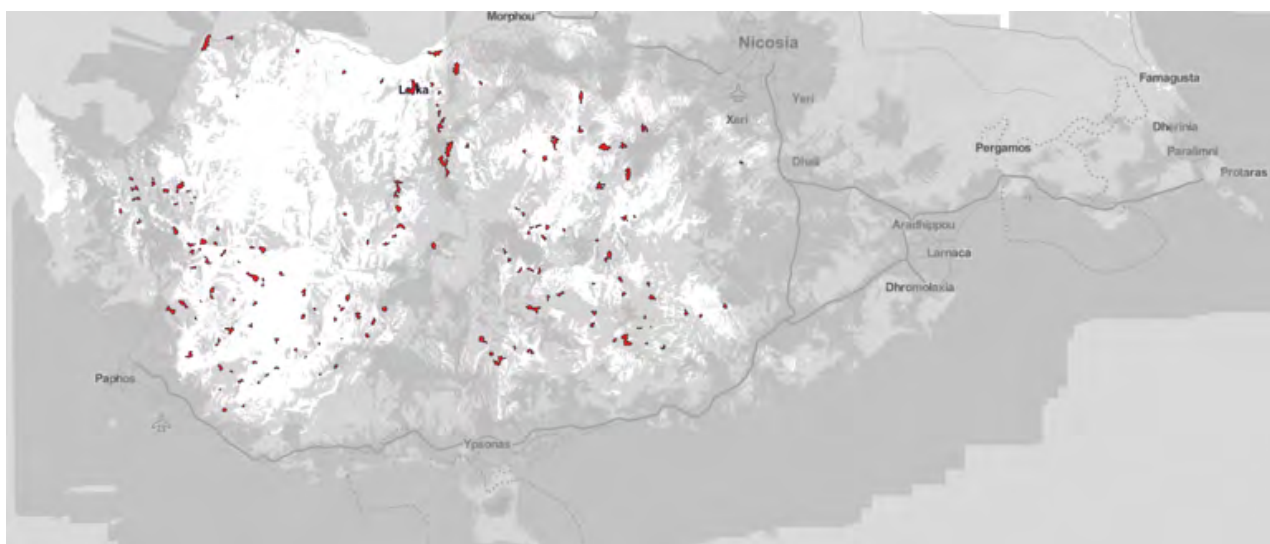 Morphou
Nicosia
Lefka
Yeri
Xeri
Famagusta
Dherinia
Pergamos
Paralimni
Dhali
Protaras
Aradhippou
Larnaca
Dhromolaxia
Paphos
Ypsonas